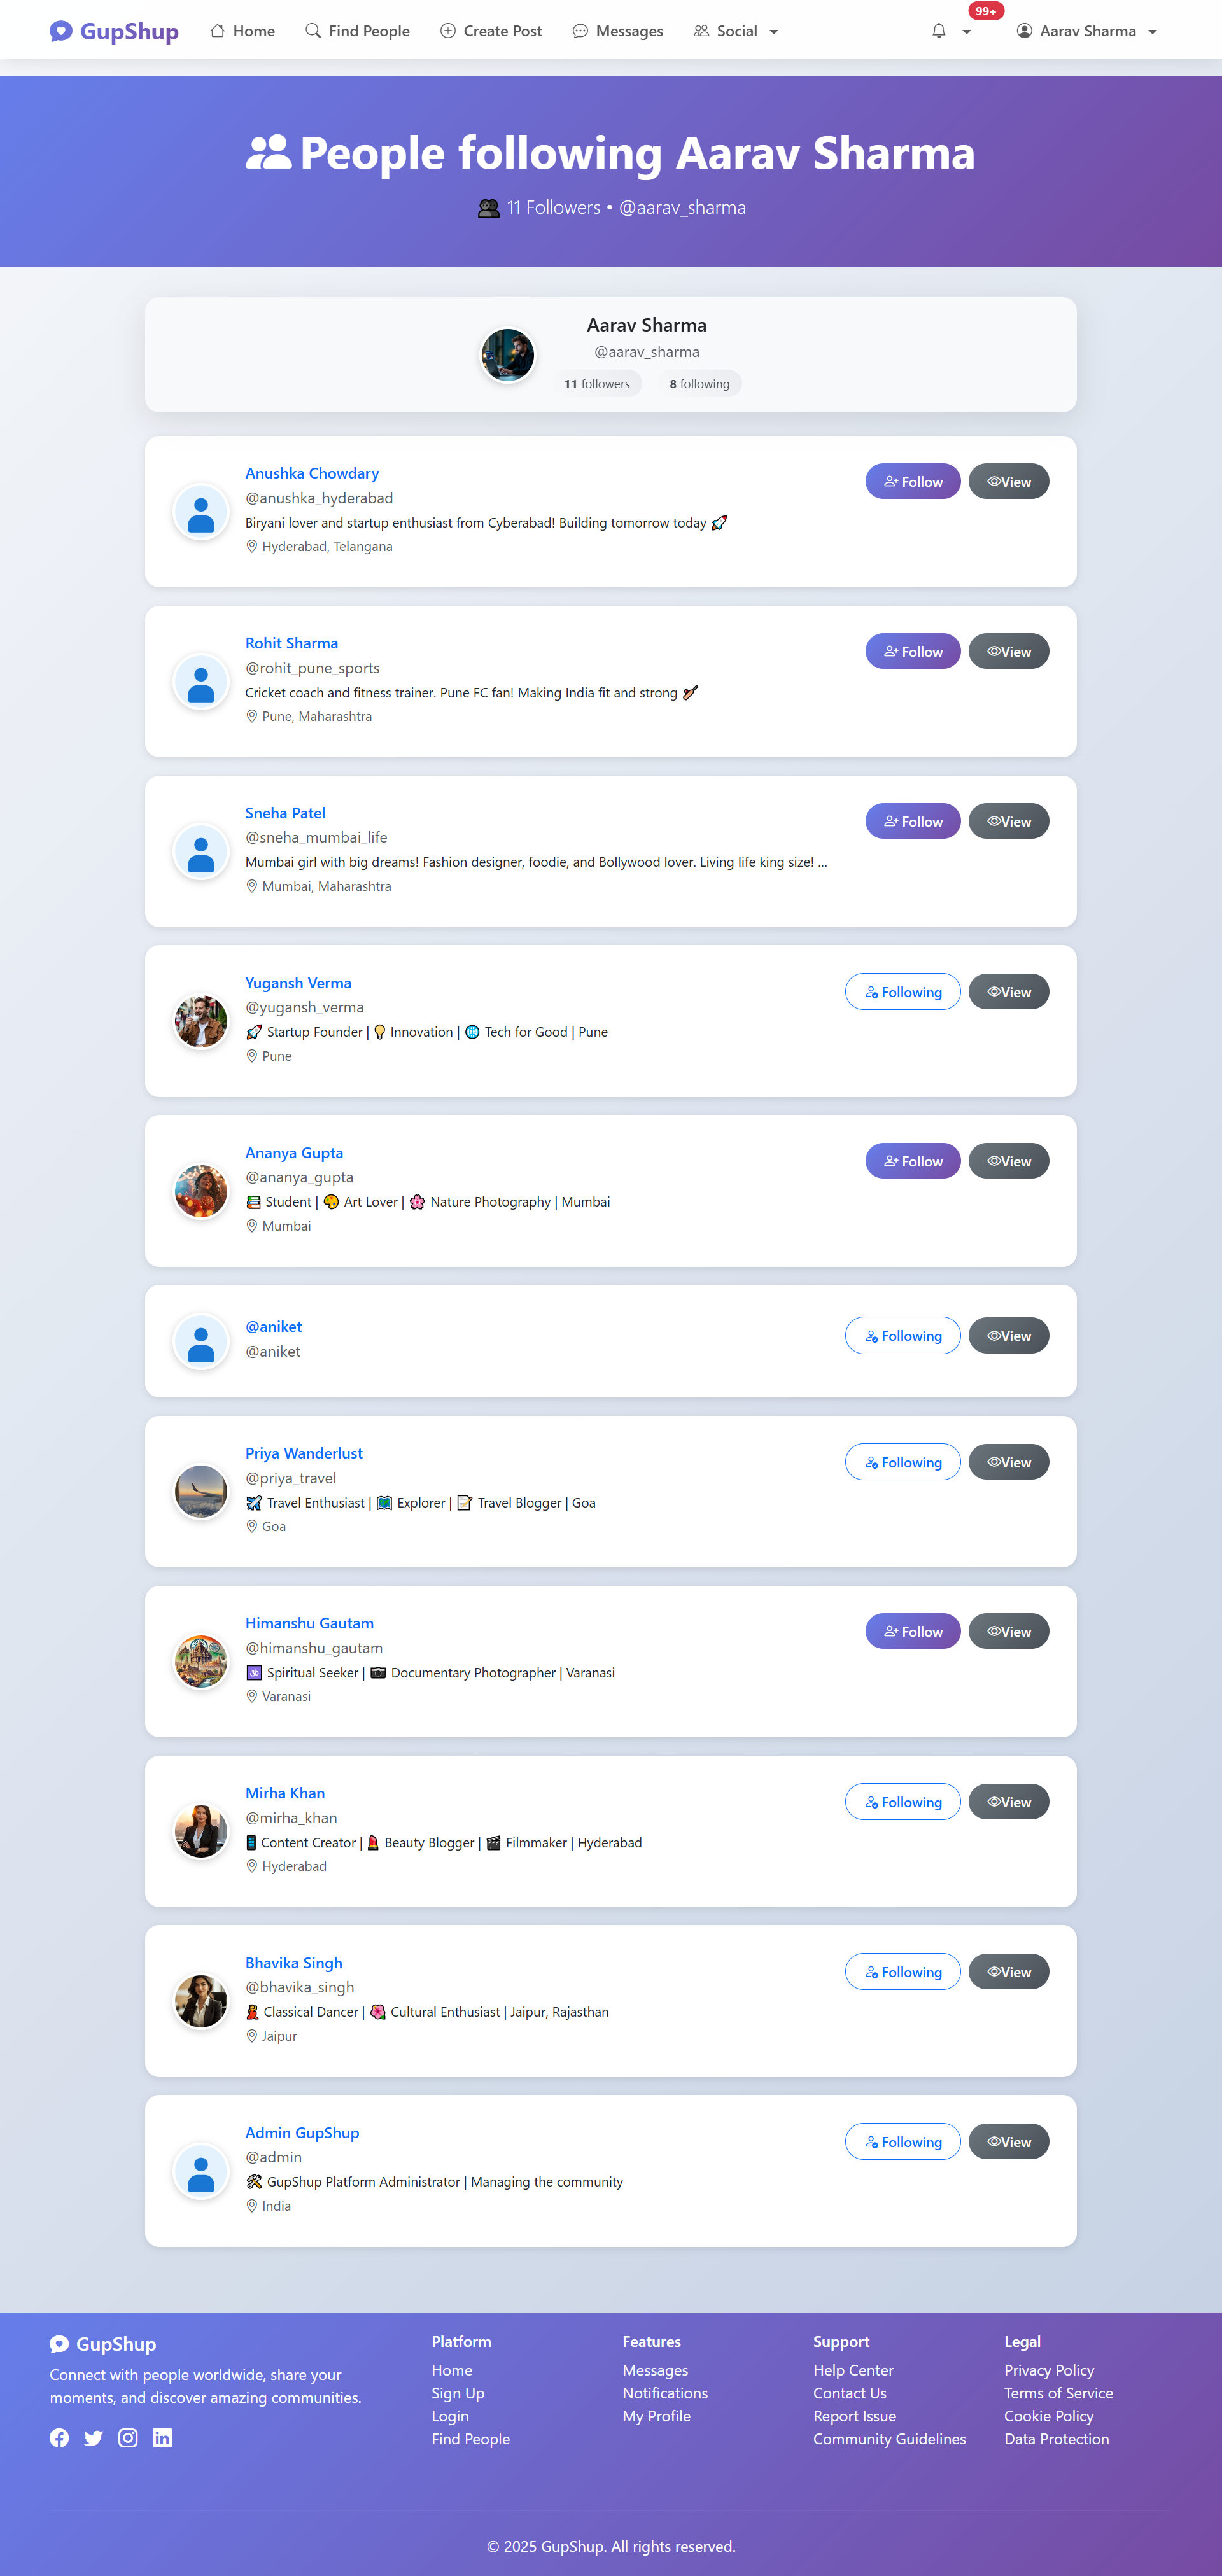 GupShup Home Find People Create Post Messages Social 99+ Aarav Sharma
People following Aarav Sharma
👥 11 Followers • @aarav_sharma
Aarav Sharma
@aarav_sharma
11 followers 8 following
Anushka Chowdary
@anushka_hyderabad
Biryani lover and startup enthusiast from Cyberabad! Building tomorrow today 🚀
Hyderabad, Telangana
Follow View
Rohit Sharma
@rohit_pune_sports
Cricket coach and fitness trainer. Pune FC fan! Making India fit and strong 🏏
Pune, Maharashtra
Follow View
Sneha Patel
@sneha_mumbai_life
Mumbai girl with big dreams! Fashion designer, foodie, and Bollywood lover. Living life king size! ...
Mumbai, Maharashtra
Follow View
Yugansh Verma
@yugansh_verma
🚀 Startup Founder | 💡 Innovation | 🌐 Tech for Good | Pune
Pune
Following View
Ananya Gupta
@ananya_gupta
📚 Student | 🎨 Art Lover | 🌸 Nature Photography | Mumbai
Mumbai
Follow View
@aniket
@aniket
Following View
Priya Wanderlust
@priya_travel
✈️ Travel Enthusiast | 🗺️ Explorer | 📝 Travel Blogger | Goa
Goa
Following View
Himanshu Gautam
@himanshu_gautam
🕉️ Spiritual Seeker | 📷 Documentary Photographer | Varanasi
Varanasi
Follow View
Mirha Khan
@mirha_khan
📱 Content Creator | 💄 Beauty Blogger | 🎬 Filmmaker | Hyderabad
Hyderabad
Following View
Bhavika Singh
@bhavika_singh
💃 Classical Dancer | 🌺 Cultural Enthusiast | Jaipur, Rajasthan
Jaipur
Following View
Admin GupShup
@admin
🛠️ GupShup Platform Administrator | Managing the community
India
Following View
GupShup
Connect with people worldwide, share your
moments, and discover amazing communities.
Platform
Home
Sign Up
Login
Find People
Features
Messages
Notifications
My Profile
Support
Help Center
Contact Us
Report Issue
Community Guidelines
Legal
Privacy Policy
Terms of Service
Cookie Policy
Data Protection
© 2025 GupShup. All rights reserved.